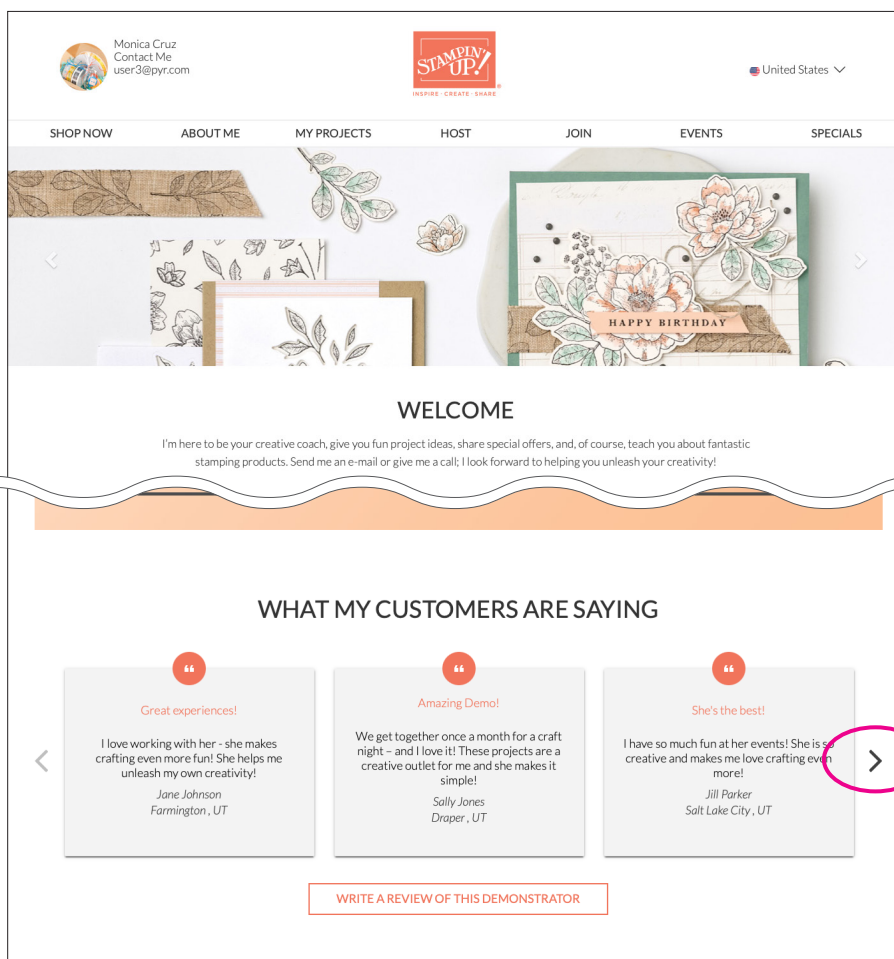 Monica Cruz
Contact Me
user3@pyr.com
STAMPIN'
UP!®
INSPIRE · CREATE · SHARE
United States
SHOP NOW ABOUT ME MY PROJECTS HOST JOIN EVENTS SPECIALS
HAPPY BIRTHDAY
WELCOME
I'm here to be your creative coach, give you fun project ideas, share special offers, and, of course, teach you about fantastic
stamping products. Send me an e-mail or give me a call; I look forward to helping you unleash your creativity!
WHAT MY CUSTOMERS ARE SAYING
Great experiences!
I love working with her - she makes
crafting even more fun! She helps me
unleash my own creativity!
Jane Johnson
Farmington , UT
Amazing Demo!
We get together once a month for a craft
night – and I love it! These projects are a
creative outlet for me and she makes it
simple!
Sally Jones
Draper , UT
She's the best!
I have so much fun at her events! She is so
creative and makes me love crafting even
more!
Jill Parker
Salt Lake City , UT
WRITE A REVIEW OF THIS DEMONSTRATOR